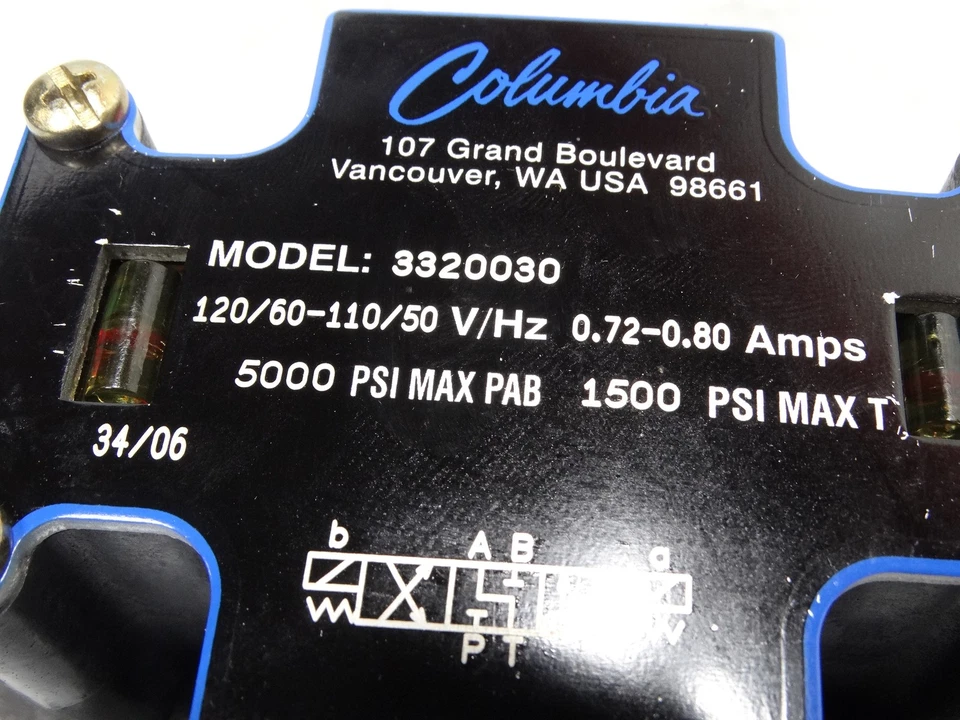 Columbia
107 Grand Boulevard
Vancouver, WA USA 98661
MODEL: 3320030
120/60-110/50 V/Hz 0.72-0.80 Amps
5000 PSI MAX PAB 1500 PSI MAX T
34/06
b A B a
P T